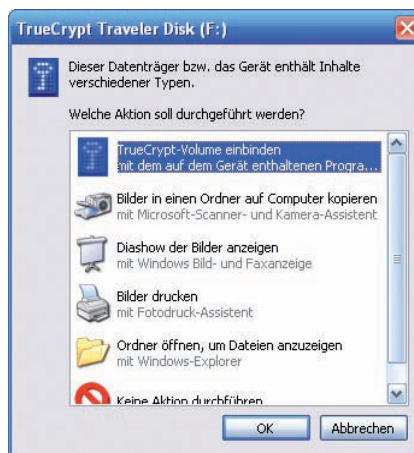 TrueCrypt Traveler Disk (F:)
Dieser Datenträger bzw. das Gerät enthält Inhalte
verschiedener Typen.
Welche Aktion soll durchgeführt werden?
TrueCrypt-Volume einbinden
mit dem auf dem Gerät enthaltenen Progra...
Bilder in einen Ordner auf Computer kopieren
mit Microsoft-Scanner- und Kamera-Assistent
Diashow der Bilder anzeigen
mit Windows Bild- und Faxanzeige
Bilder drucken
mit Fotodruck-Assistent
Ordner öffnen, um Dateien anzuzeigen
mit Windows-Explorer
Keine Aktion durchführen
OK Abbrechen